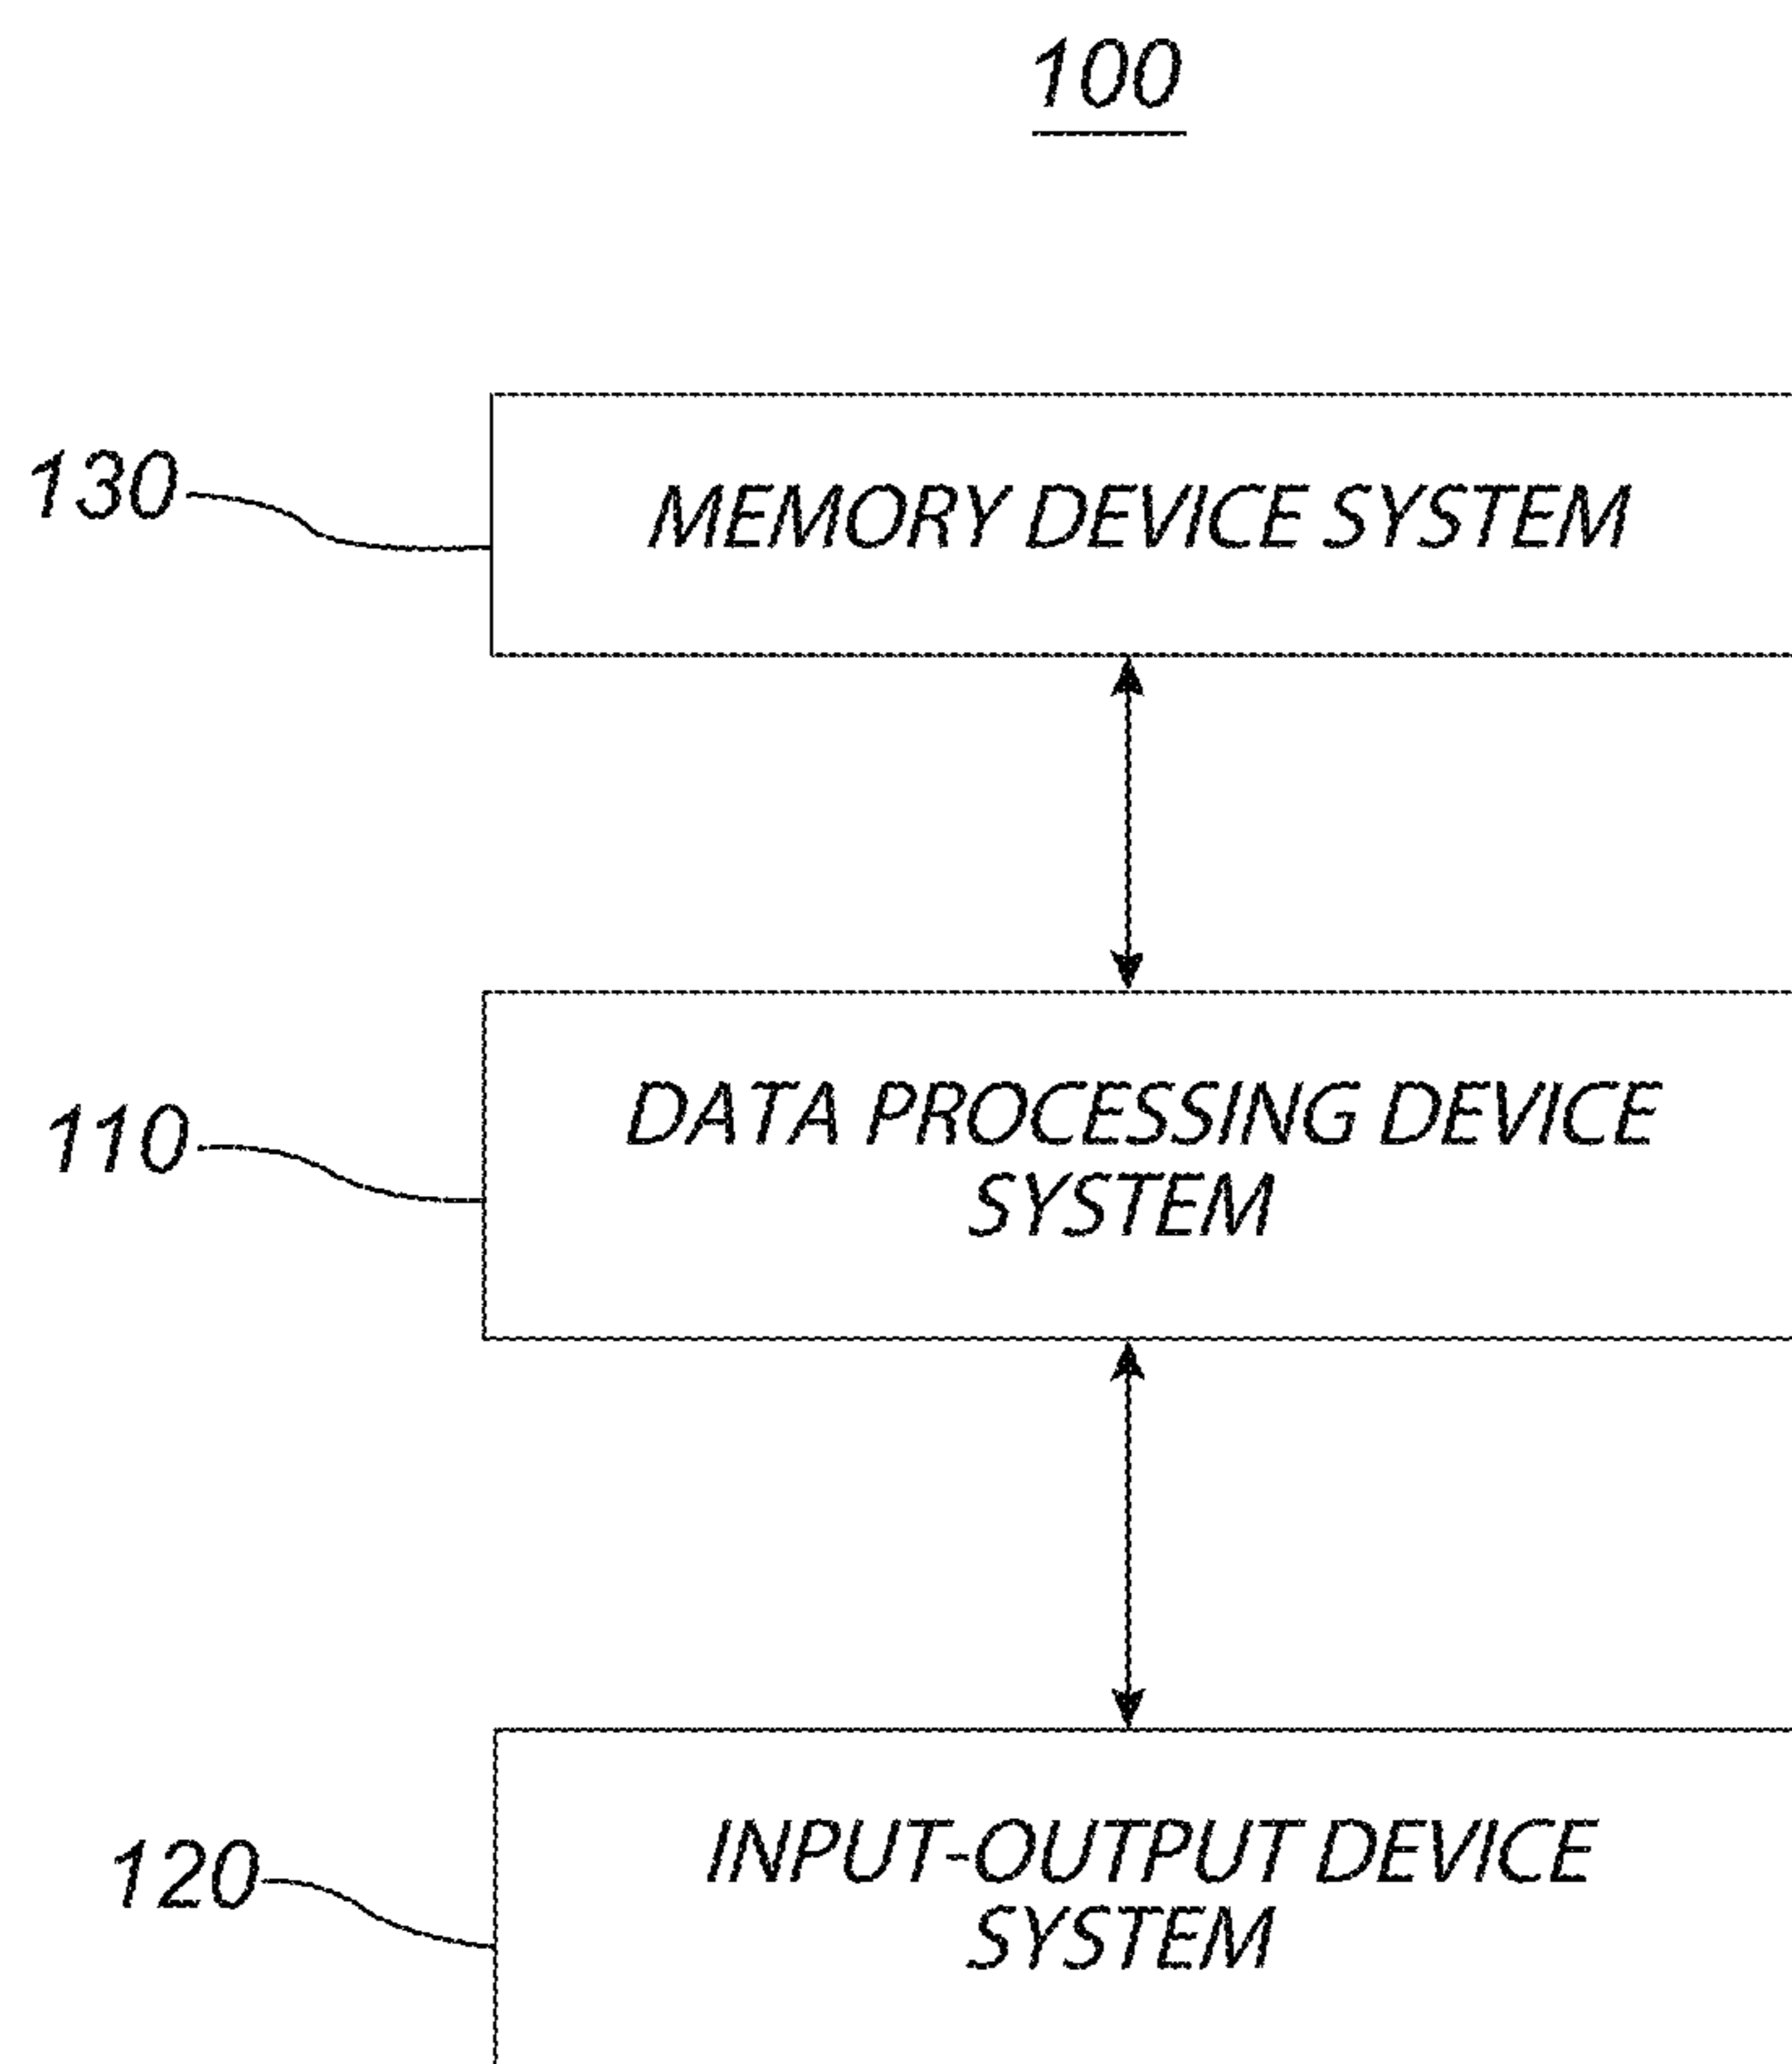 100
130
MEMORY DEVICE SYSTEM
110
DATA PROCESSING DEVICE
SYSTEM
120
INPUT-OUTPUT DEVICE
SYSTEM